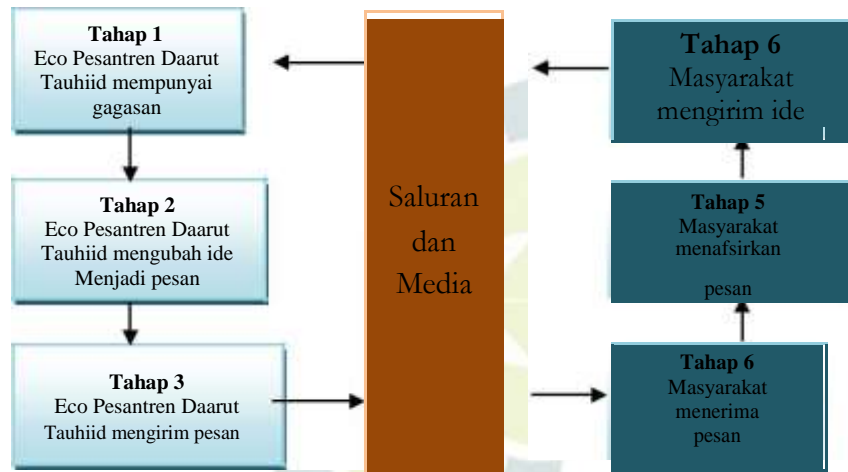 Tahap 1
Eco Pesantren Daarut
Tauhiid mempunyai
gagasan
Tahap 2
Eco Pesantren Daarut
Tauhiid mengubah ide
Menjadi pesan
Tahap 3
Eco Pesantren Daarut
Tauhiid mengirim pesan
Saluran
dan
Media
Tahap 6
Masyarakat
mengirim ide
Tahap 5
Masyarakat
menafsirkan
pesan
Tahap 6
Masyarakat
menerima
pesan